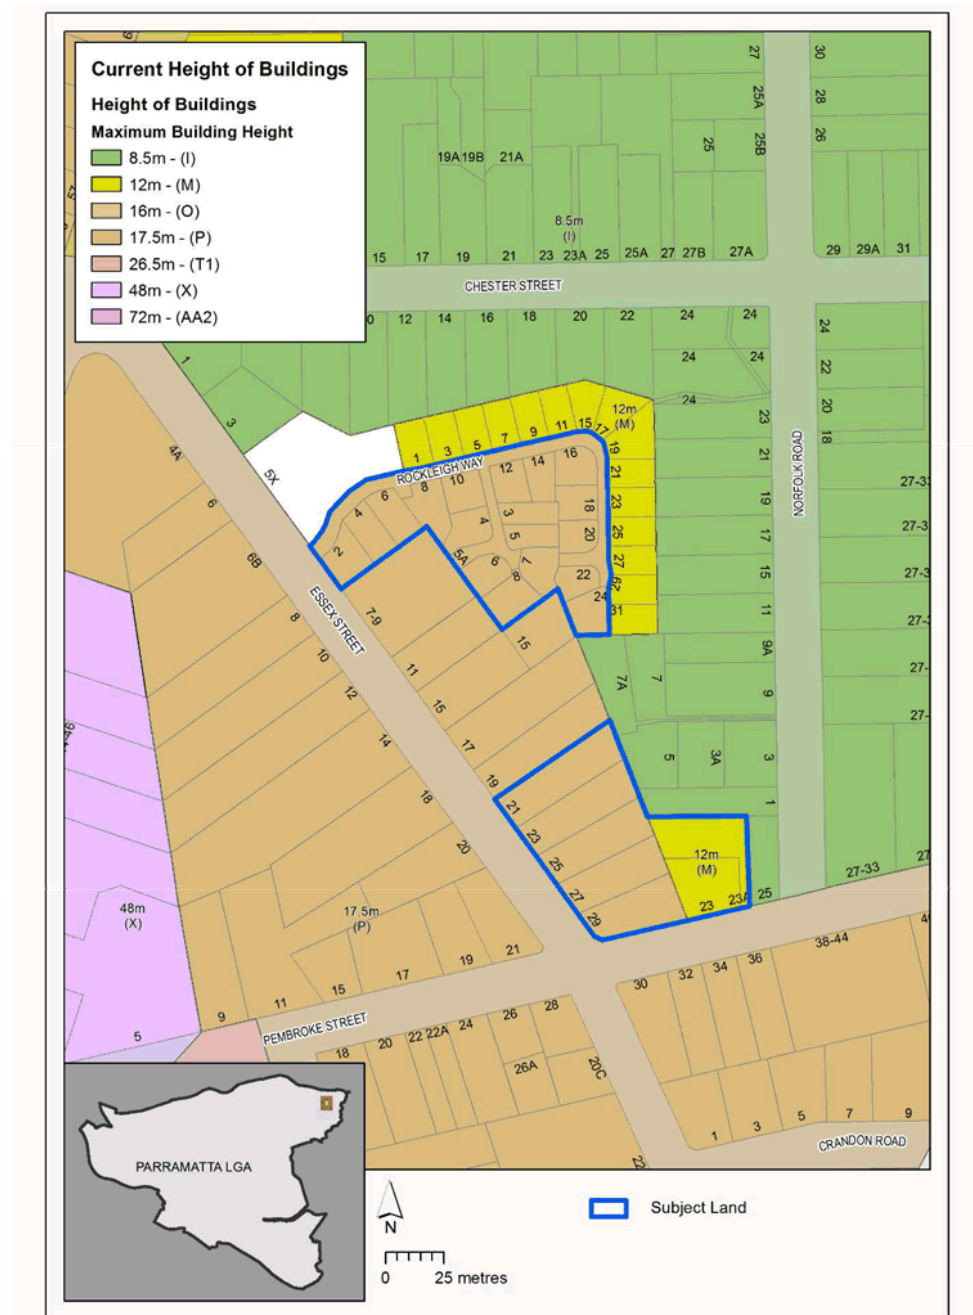 Current Height of Buildings
Height of Buildings
Maximum Building Height
8.5m - (I)
12m - (M)
16m - (O)
17.5m - (P)
26.5m - (T1)
48m - (X)
72m - (AA2)
27
30
25A
28
25
25B
26
19A 19B 21A
8.5m
(I)
15 17 19 21 23 23A 25 25A 27 27B 27A 29 29A 31
CHESTER STREET
12 14 16 18 20 22 24 24
24 24
24
24
22
20
18
23
21
19
17
15
11
9A
9
3
1
NORFOLK ROAD
1
3
5X
4A
6
6B
8
10
12
14
18
20
12m
(M)
1 3 5 7 9 11 15 17
19
21
23
25
27
29
31
ROCKLEIGH WAY
2 4 6 8 10 12 14 16
18
20
22
24
3
4
5
5A
6
7
8
ESSEX STREET
7-9
11
15
15
17
19
21
23
25
27
29
7A 7
5 3A
12m
(M)
23 23A 25
27-33
48m
(X)
17.5m
(P)
5
9 11 15 17 19 21
PEMBROKE STREET
18 20 22 22A 24 26 28
26A
20C
22
30 32 34 36 38-44
1 3 5 7 9
CRANDON ROAD
PARRAMATTA LGA
N
0 25 metres
Subject Land